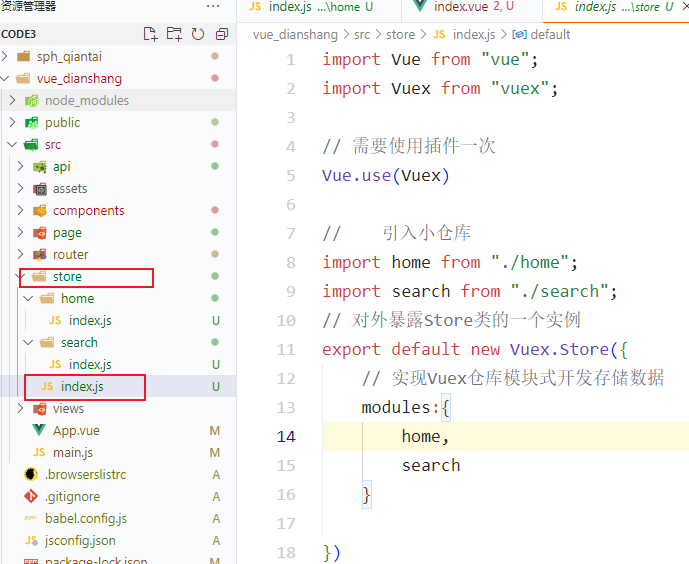 资源管理器 ...
CODE3
sph_qiantai
vue_dianshang
node_modules
public
src
api
assets
components
page
router
store
home
JS index.js U
search
JS index.js U
JS index.js U
views
App.vue M
JS main.js M
.browserslistrc A
.gitignore A
babel.config.js A
jsconfig.json A
package-lock.json M
JS index.js ...\home U
index.vue 2, U
JS index.js ...\store U
vue_dianshang > src > store > JS index.js > default
1 import Vue from "vue";
2 import Vuex from "vuex";
3
4 // 需要使用插件一次
5 Vue.use(Vuex)
6
7 // 引入小仓库
8 import home from "./home";
9 import search from "./search";
10 // 对外暴露Store类的一个实例
11 export default new Vuex.Store({
12 // 实现Vuex仓库模块式开发存储数据
13 modules:{
14 home,
15 search
16 }
17
18 })